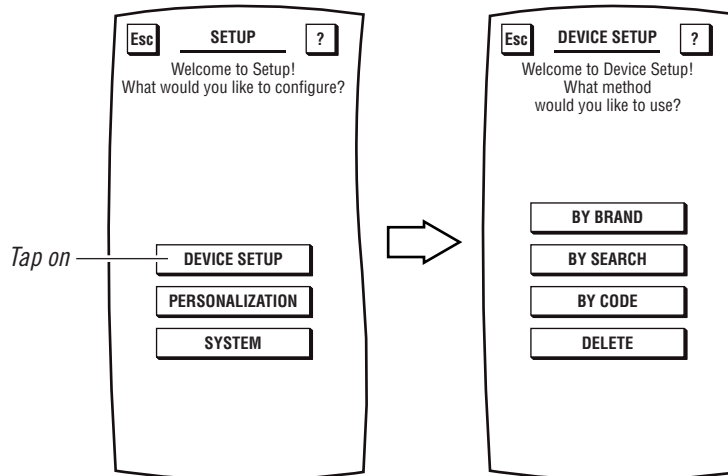 Esc SETUP ?
Welcome to Setup!
What would you like to configure?
Tap on
DEVICE SETUP
PERSONALIZATION
SYSTEM
Esc DEVICE SETUP ?
Welcome to Device Setup!
What method
would you like to use?
BY BRAND
BY SEARCH
BY CODE
DELETE